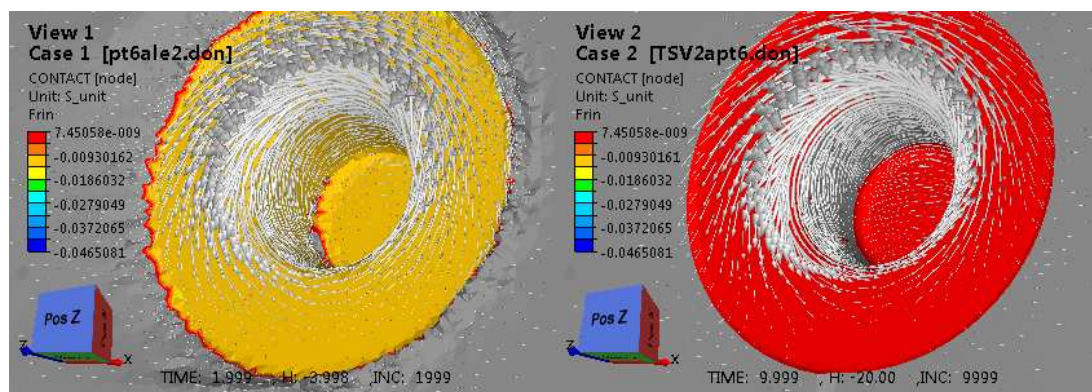 View 1
Case 1 [pt6ale2.don]
CONTACT [node]
Unit: S_unit
Frin
7.45058e-009
-0.00930162
-0.0186032
-0.0279049
-0.0372065
-0.0465081
Pos Z
Z
X
TIME: 1.999 , H: -3.998 ,INC: 1999
View 2
Case 2 [TSV2apt6.don]
CONTACT [node]
Unit: S_unit
Frin
7.45058e-009
-0.00930161
-0.0186032
-0.0279049
-0.0372065
-0.0465081
Pos Z
Z
X
TIME: 9.999 , H: -20.00 ,INC: 9999